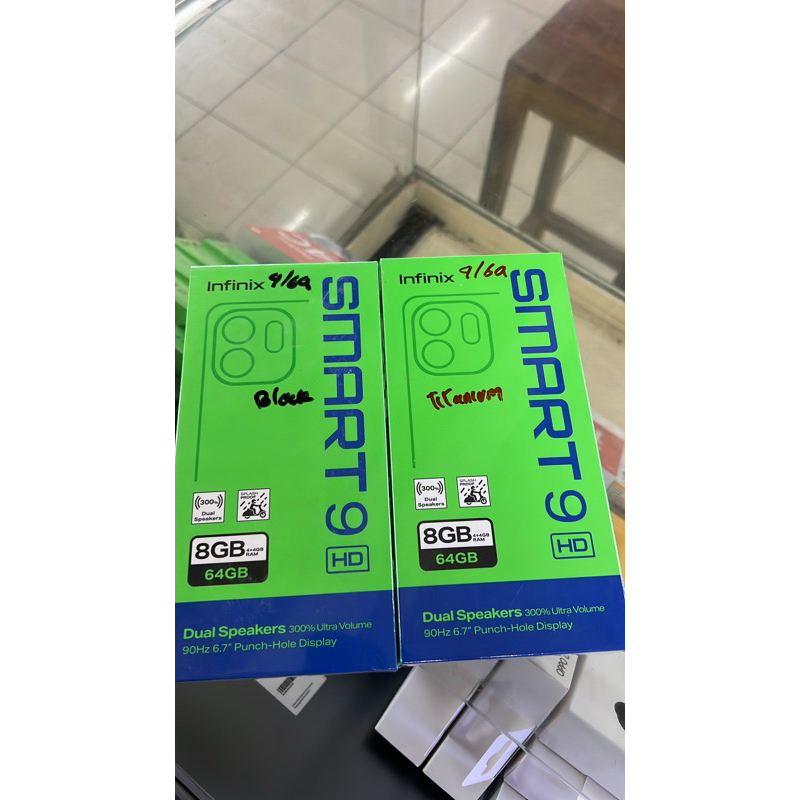 Infinix 9/6a
SMART 9
HD
Black
300%
Dual
Speakers
SPLASH
PROOF
8GB 4+4GB
RAM
64GB
Dual Speakers 300% Ultra Volume
90Hz 6.7" Punch-Hole Display
Infinix 9/6a
SMART 9
HD
Titanium
300%
Dual
Speakers
SPLASH
PROOF
8GB 4+4GB
RAM
64GB
Dual Speakers 300% Ultra Volume
90Hz 6.7" Punch-Hole Display
OPPO